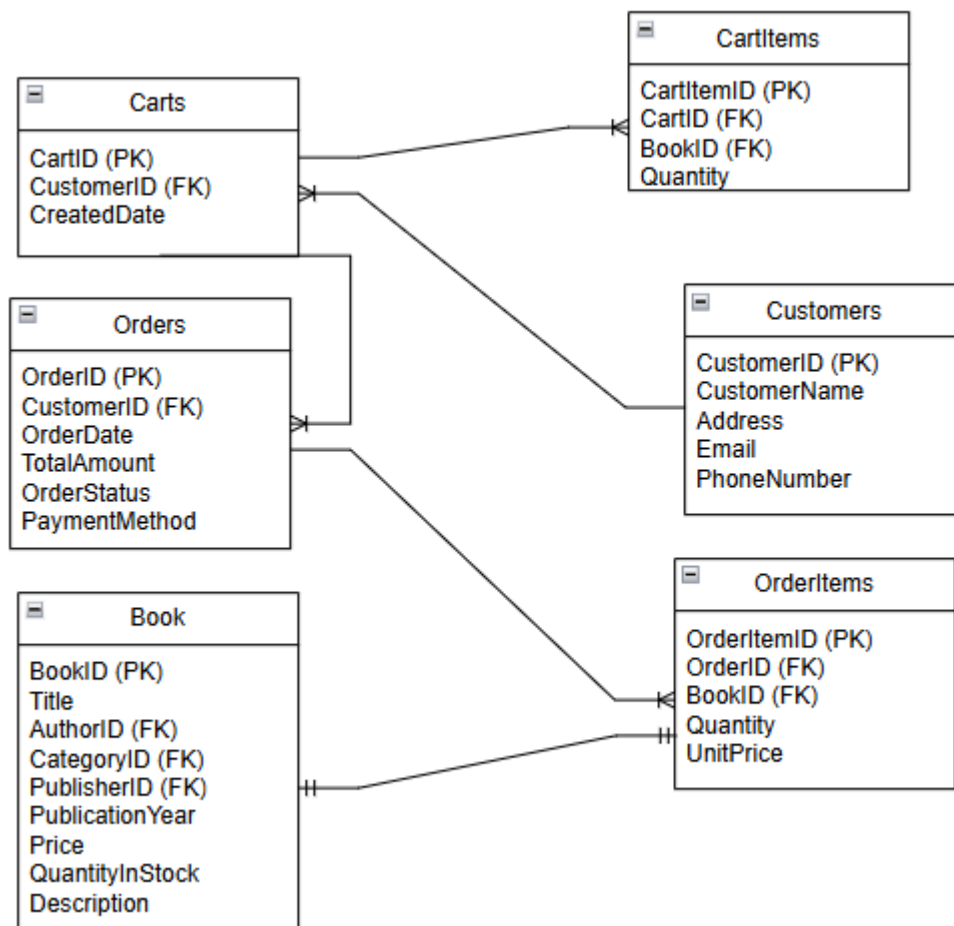 CartItems
CartItemID (PK)
CartID (FK)
BookID (FK)
Quantity
Carts
CartID (PK)
CustomerID (FK)
CreatedDate
Customers
CustomerID (PK)
CustomerName
Address
Email
PhoneNumber
Orders
OrderID (PK)
CustomerID (FK)
OrderDate
TotalAmount
OrderStatus
PaymentMethod
OrderItems
OrderItemID (PK)
OrderID (FK)
BookID (FK)
Quantity
UnitPrice
Book
BookID (PK)
Title
AuthorID (FK)
CategoryID (FK)
PublisherID (FK)
PublicationYear
Price
QuantityInStock
Description